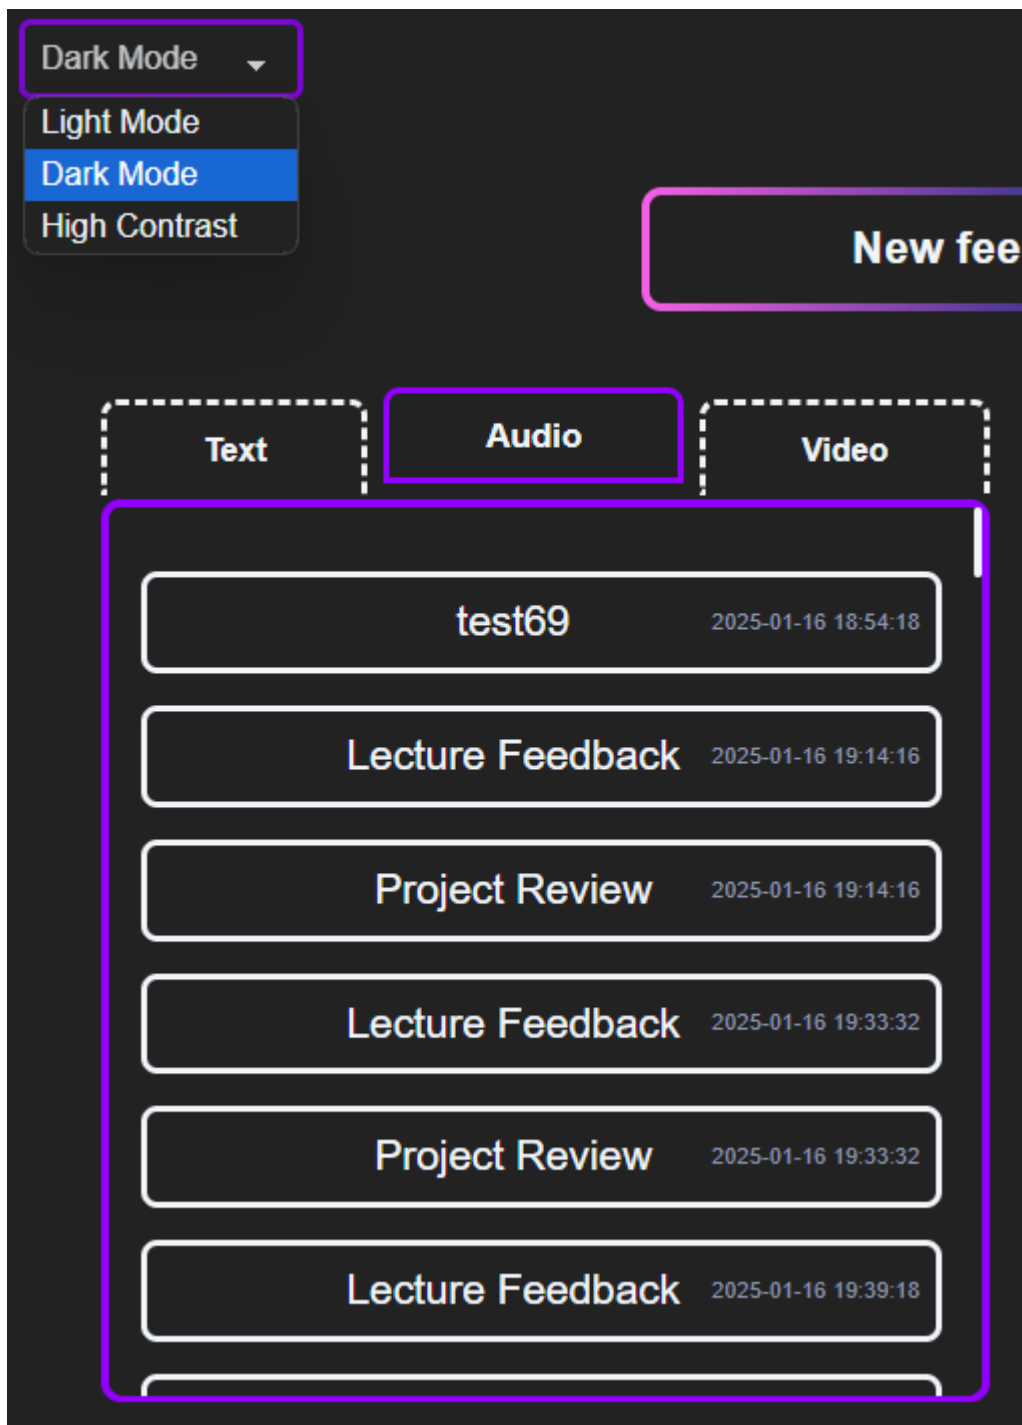 Dark Mode
Light Mode
Dark Mode
High Contrast
New fee
Text
Audio
Video
test69 2025-01-16 18:54:18
Lecture Feedback 2025-01-16 19:14:16
Project Review 2025-01-16 19:14:16
Lecture Feedback 2025-01-16 19:33:32
Project Review 2025-01-16 19:33:32
Lecture Feedback 2025-01-16 19:39:18